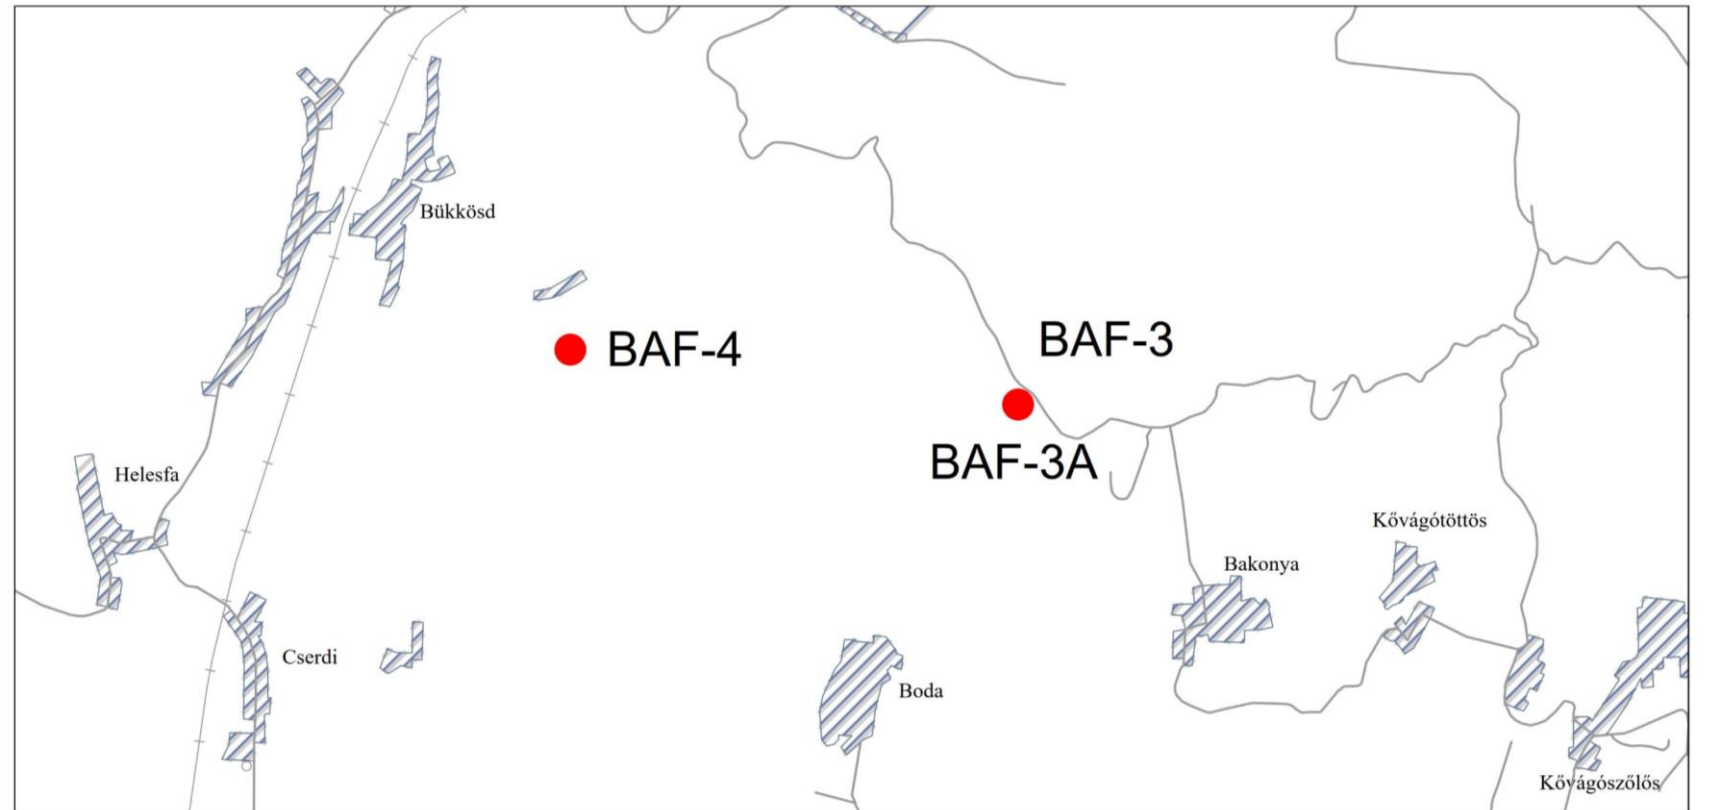 Bükkösd
BAF-3
BAF-4
BAF-3A
Helesfa
Kővágótöttös
Bakonya
Cserdi
Boda
Kővágószőlős